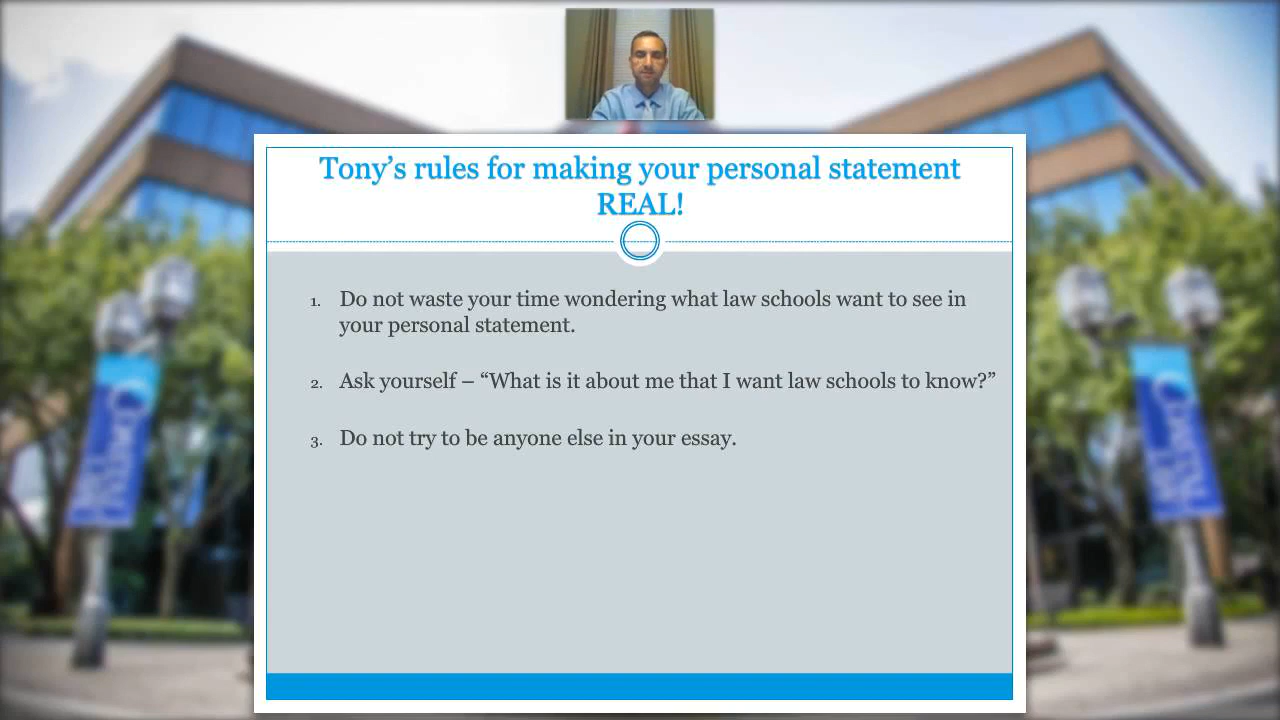 Tony’s rules for making your personal statement
REAL!
1. Do not waste your time wondering what law schools want to see in
your personal statement.
2. Ask yourself – “What is it about me that I want law schools to know?”
3. Do not try to be anyone else in your essay.